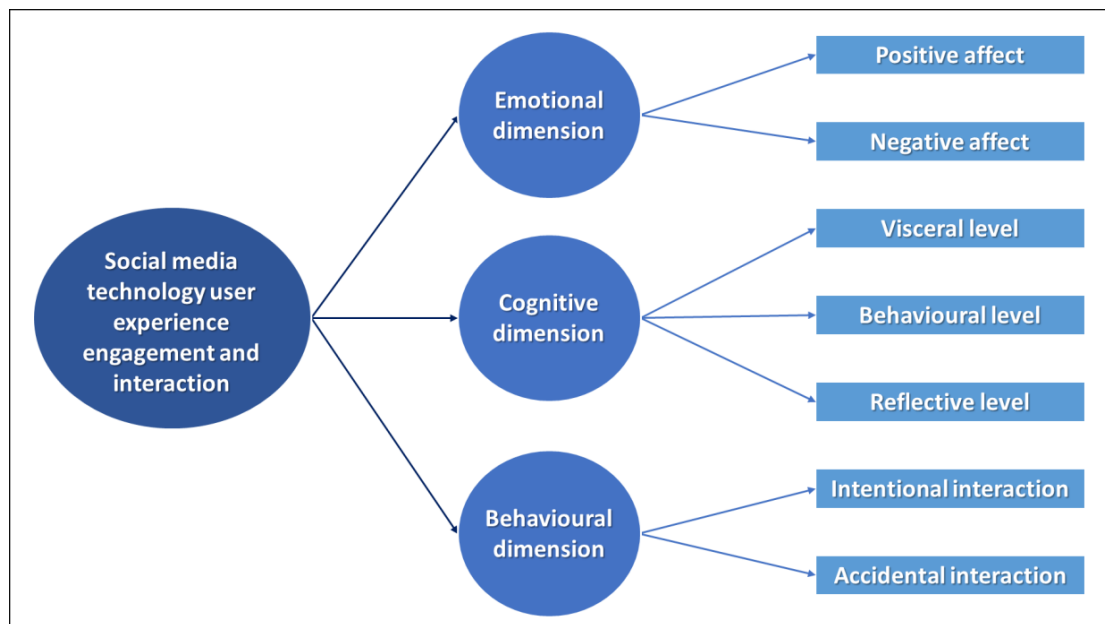 Social media
technology user
experience
engagement and
interaction
Emotional
dimension
Positive affect
Negative affect
Cognitive
dimension
Visceral level
Behavioural level
Reflective level
Behavioural
dimension
Intentional interaction
Accidental interaction